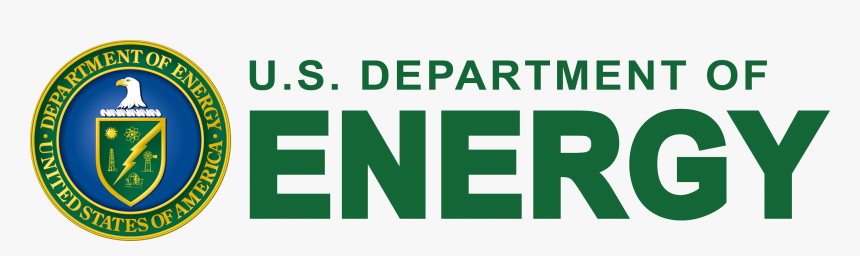 DEPARTMENT OF ENERGY
UNITED STATES OF AMERICA
U.S. DEPARTMENT OF
ENERGY